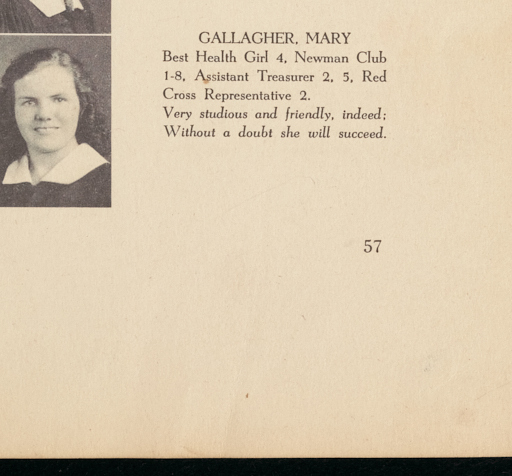 GALLAGHER, MARY
Best Health Girl 4, Newman Club
1-8, Assistant Treasurer 2, 5, Red
Cross Representative 2.
Very studious and friendly, indeed;
Without a doubt she will succeed.
57